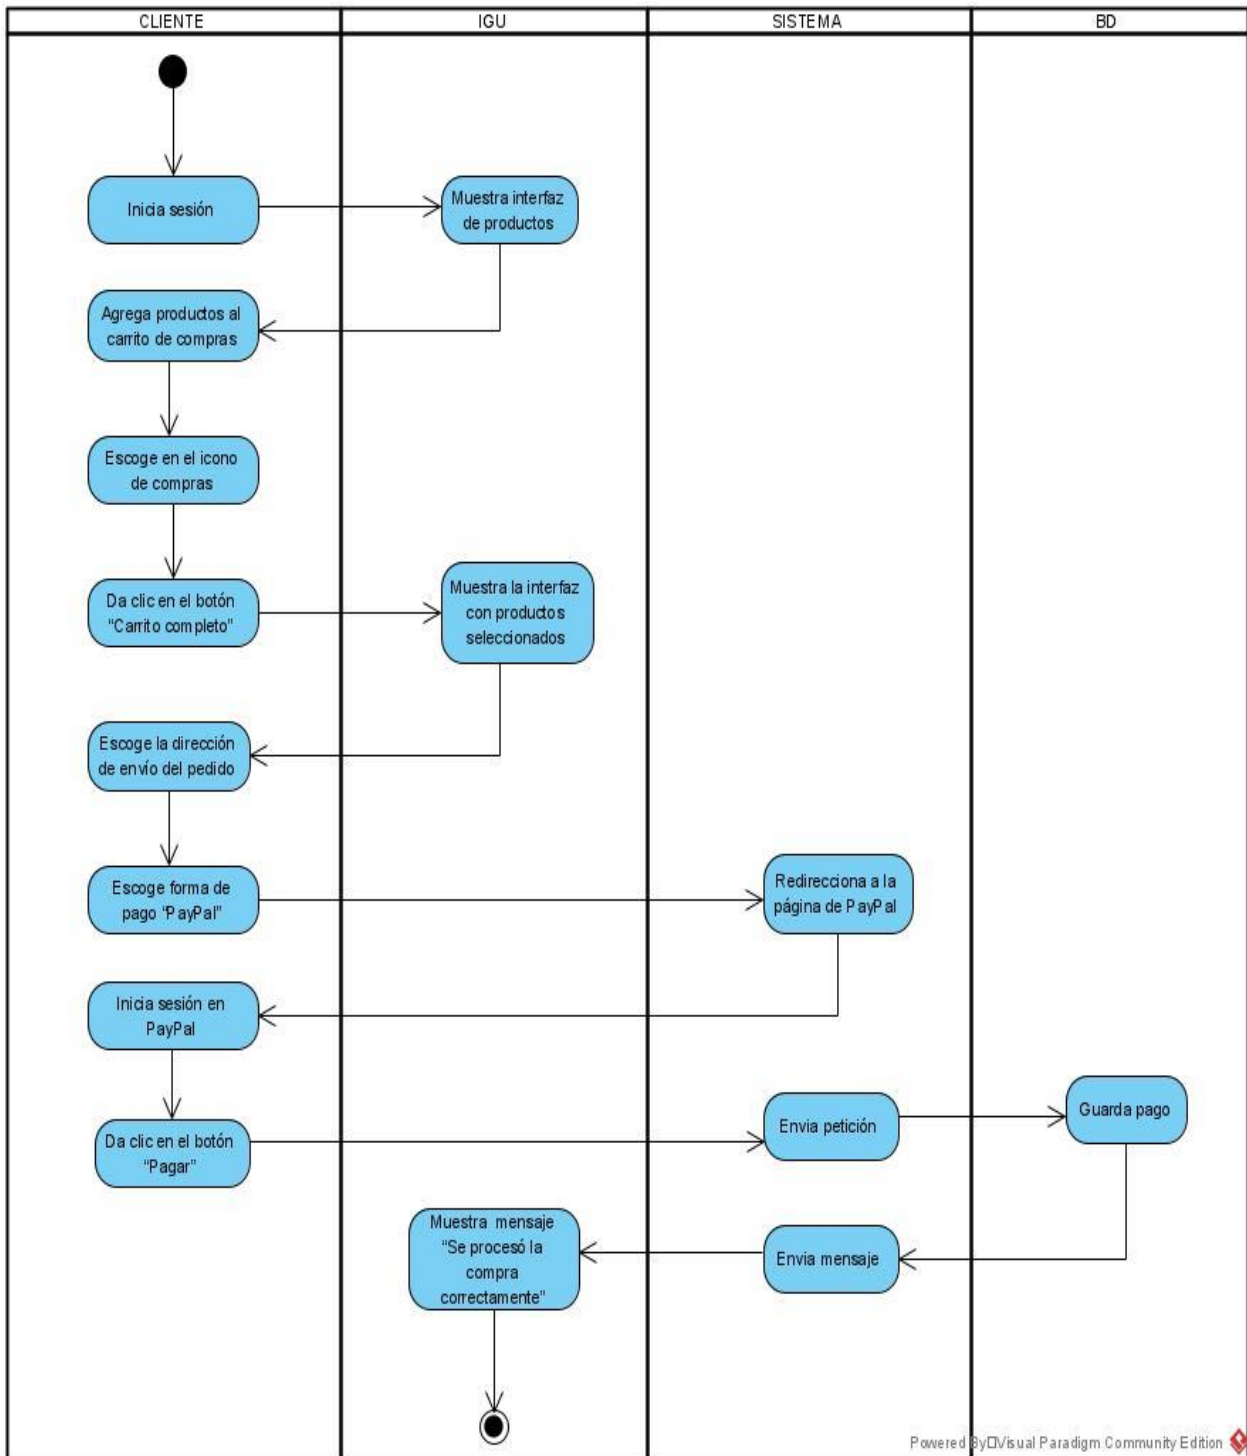 CLIENTE
IGU
SISTEMA
BD
Inicia sesión
Muestra interfaz
de productos
Agrega productos al
carrito de compras
Escoge en el icono
de compras
Da clic en el botón
“Carrito completo”
Muestra la interfaz
con productos
seleccionados
Escoge la dirección
de envío del pedido
Escoge forma de
pago “PayPal”
Redirecciona a la
página de PayPal
Inicia sesión en
PayPal
Da clic en el botón
“Pagar”
Envia petición
Guarda pago
Muestra mensaje
“Se procesó la
compra
correctamente”
Envia mensaje
Powered By Visual Paradigm Community Edition